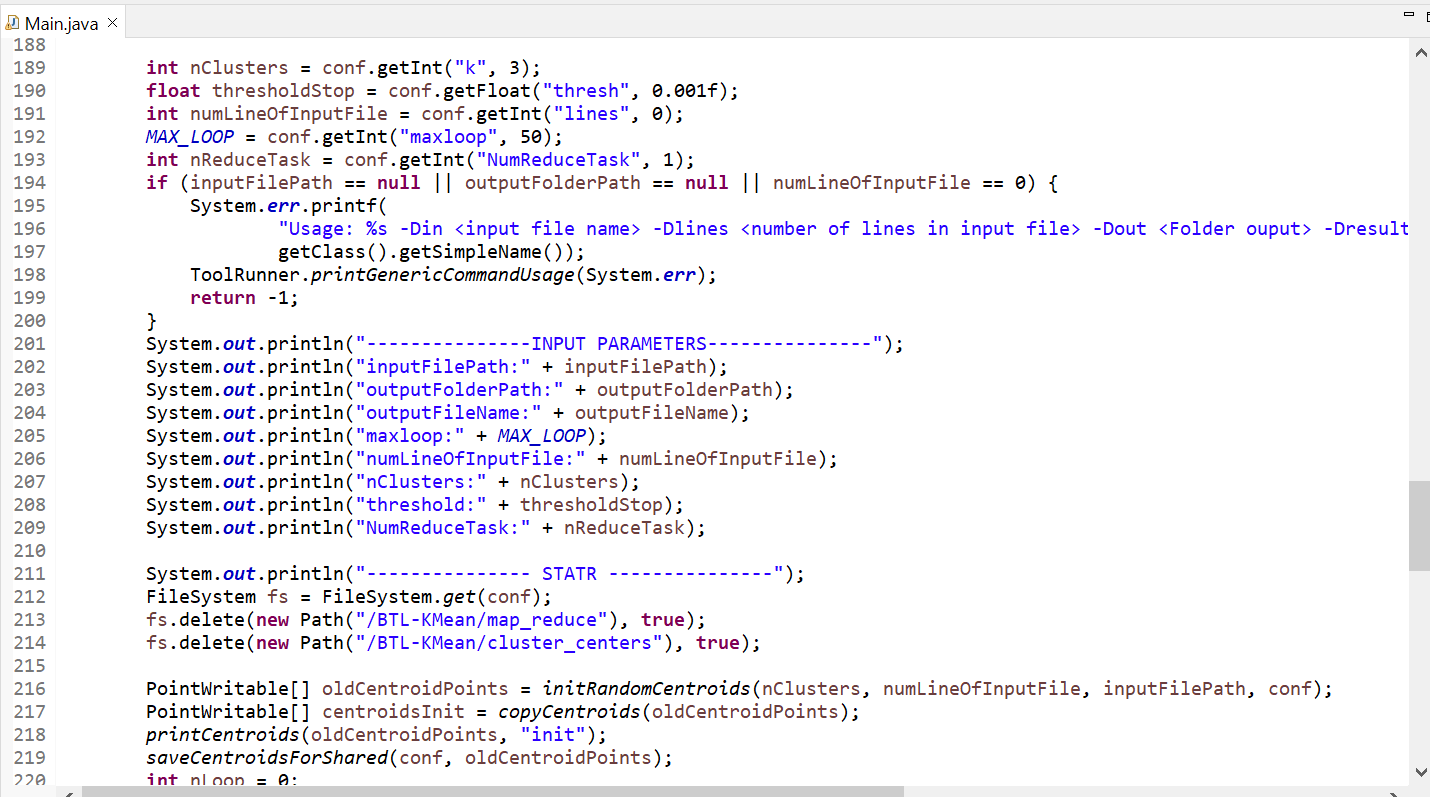 Main.java
188
189 int nClusters = conf.getInt("k", 3);
190 float thresholdStop = conf.getFloat("thresh", 0.001f);
191 int numLineOfInputFile = conf.getInt("lines", 0);
192 MAX_LOOP = conf.getInt("maxloop", 50);
193 int nReduceTask = conf.getInt("NumReduceTask", 1);
194 if (inputFilePath == null || outputFolderPath == null || numLineOfInputFile == 0) {
195 System.err.printf(
196 "Usage: %s -Din <input file name> -Dlines <number of lines in input file> -Dout <Folder ouput> -Dresult
197 getClass().getSimpleName());
198 ToolRunner.printGenericCommandUsage(System.err);
199 return -1;
200 }
201 System.out.println("---------------INPUT PARAMETERS---------------");
202 System.out.println("inputFilePath:" + inputFilePath);
203 System.out.println("outputFolderPath:" + outputFolderPath);
204 System.out.println("outputFileName:" + outputFileName);
205 System.out.println("maxloop:" + MAX_LOOP);
206 System.out.println("numLineOfInputFile:" + numLineOfInputFile);
207 System.out.println("nClusters:" + nClusters);
208 System.out.println("threshold:" + thresholdStop);
209 System.out.println("NumReduceTask:" + nReduceTask);
210
211 System.out.println("--------------- STATR ---------------");
212 FileSystem fs = FileSystem.get(conf);
213 fs.delete(new Path("/BTL-KMean/map_reduce"), true);
214 fs.delete(new Path("/BTL-KMean/cluster_centers"), true);
215
216 PointWritable[] oldCentroidPoints = initRandomCentroids(nClusters, numLineOfInputFile, inputFilePath, conf);
217 PointWritable[] centroidsInit = copyCentroids(oldCentroidPoints);
218 printCentroids(oldCentroidPoints, "init");
219 saveCentroidsForShared(conf, oldCentroidPoints);
220 int nLoop = 0;